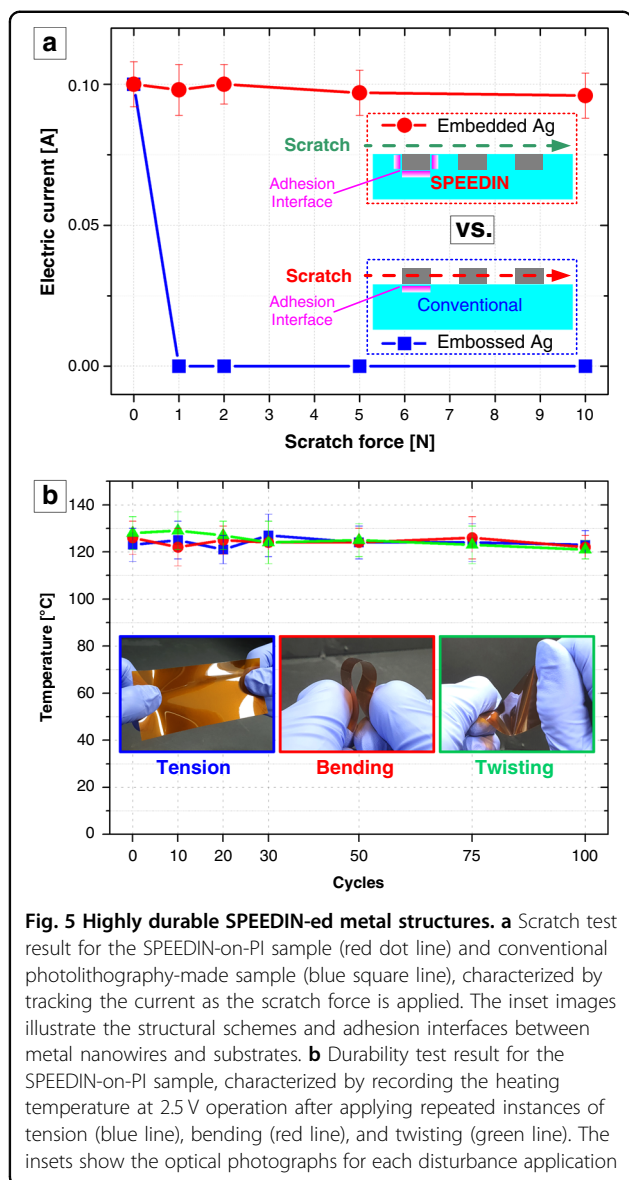 a
0.10
0.05
0.00
Electric current [A]
Embedded Ag
Scratch
Adhesion
Interface
SPEEDIN
vs.
Scratch
Adhesion
Interface
Conventional
Embossed Ag
0 1 2 3 4 5 6 7 8 9 10
Scratch force [N]
b
140
120
100
80
60
40
20
0
Temperature [°C]
Tension
Bending
Twisting
0 10 20 30 50 75 100
Cycles
Fig. 5 Highly durable SPEEDIN-ed metal structures. a Scratch test
result for the SPEEDIN-on-PI sample (red dot line) and conventional
photolithography-made sample (blue square line), characterized by
tracking the current as the scratch force is applied. The inset images
illustrate the structural schemes and adhesion interfaces between
metal nanowires and substrates. b Durability test result for the
SPEEDIN-on-PI sample, characterized by recording the heating
temperature at 2.5 V operation after applying repeated instances of
tension (blue line), bending (red line), and twisting (green line). The
insets show the optical photographs for each disturbance application